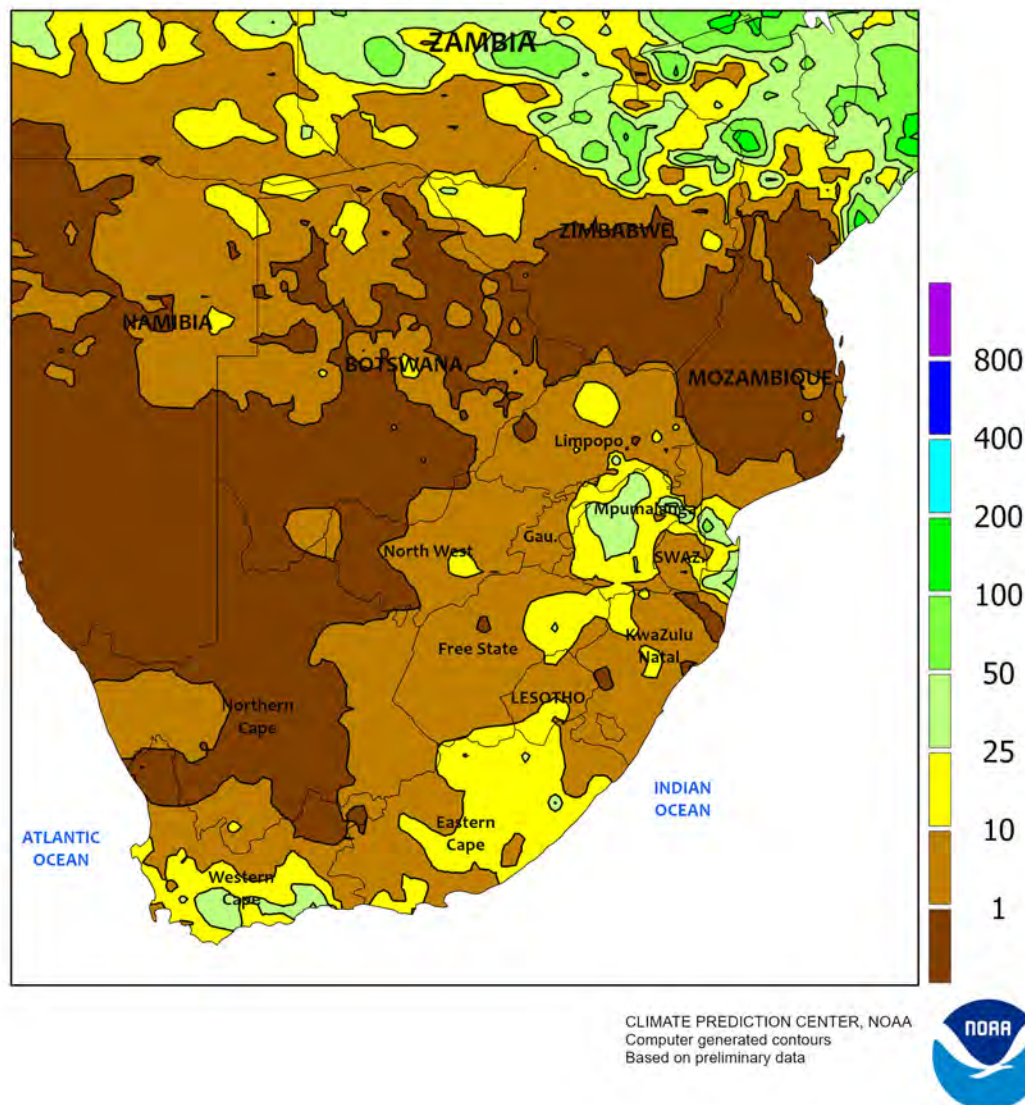 ZAMBIA
ZIMBABWE
NAMIBIA
BOTSWANA
MOZAMBIQUE
Limpopo
Mpumalanga
Gau.
North West
SWAZ.
Free State
KwaZulu
Natal
LESOTHO
Northern
Cape
Eastern
Cape
Western
Cape
INDIAN
OCEAN
ATLANTIC
OCEAN
800
400
200
100
50
25
10
1
CLIMATE PREDICTION CENTER, NOAA
Computer generated contours
Based on preliminary data
NOAA